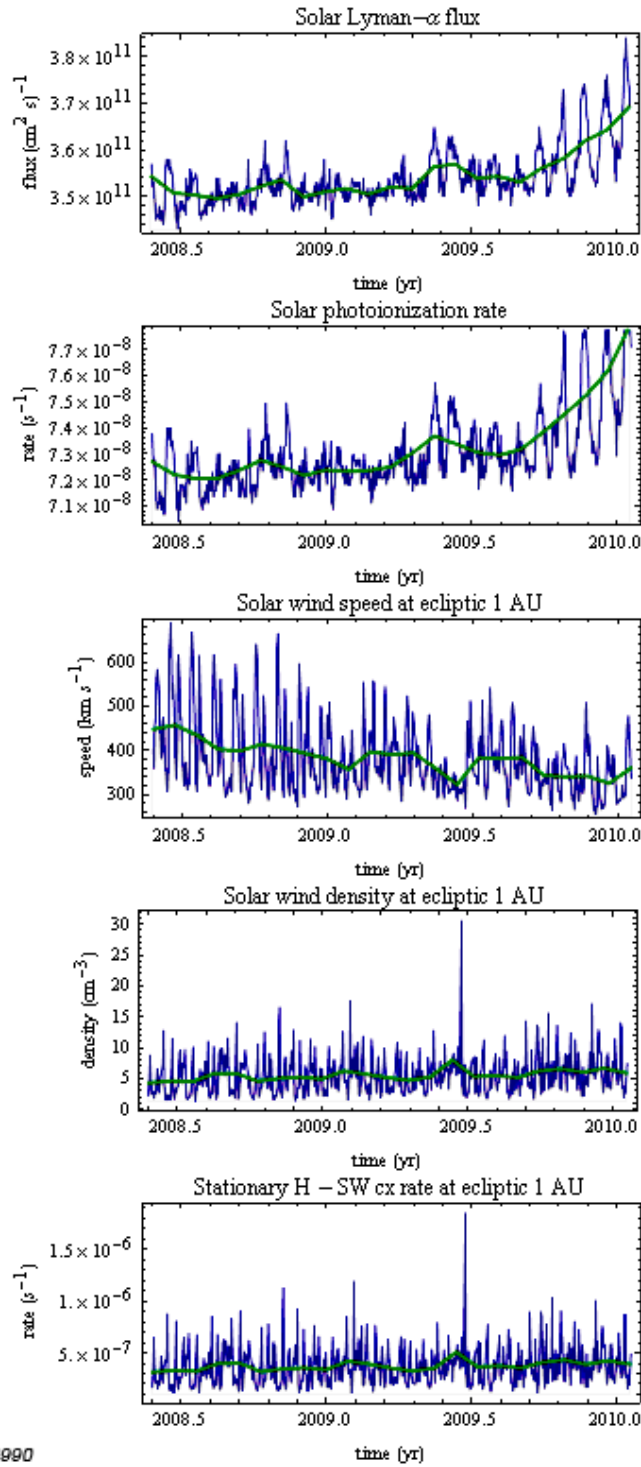 Solar Lyman−α flux
3.8 × 10^11
3.7 × 10^11
3.6 × 10^11
3.5 × 10^11
flux (cm² s)⁻¹
2008.5 2009.0 2009.5 2010.0
time (yr)
Solar photoionization rate
7.7 × 10⁻⁸
7.6 × 10⁻⁸
7.5 × 10⁻⁸
7.4 × 10⁻⁸
7.3 × 10⁻⁸
7.2 × 10⁻⁸
7.1 × 10⁻⁸
rate (s⁻¹)
2008.5 2009.0 2009.5 2010.0
time (yr)
Solar wind speed at ecliptic 1 AU
600
500
400
300
speed (km s⁻¹)
2008.5 2009.0 2009.5 2010.0
time (yr)
Solar wind density at ecliptic 1 AU
30
25
20
15
10
5
0
density (cm⁻³)
2008.5 2009.0 2009.5 2010.0
time (yr)
Stationary H − SW cx rate at ecliptic 1 AU
1.5 × 10⁻⁶
1. × 10⁻⁶
5. × 10⁻⁷
rate (s⁻¹)
2008.5 2009.0 2009.5 2010.0
time (yr)
990